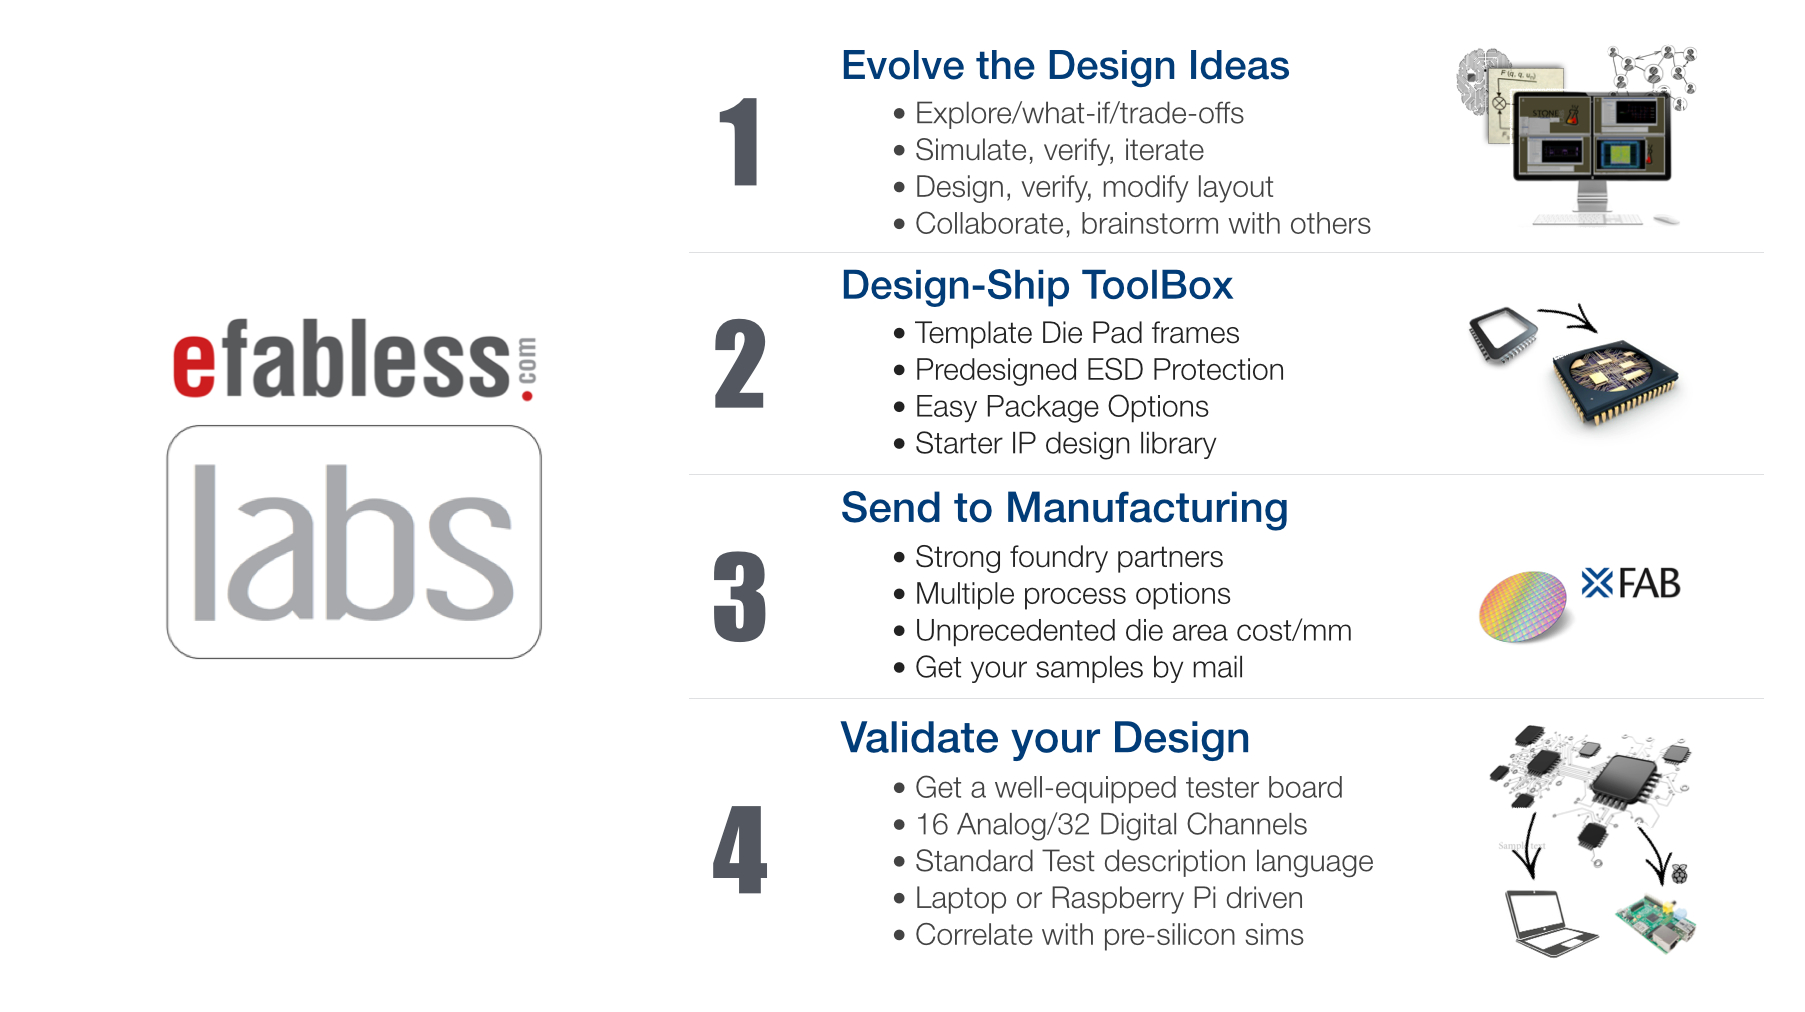 efabless.com
labs
1
Evolve the Design Ideas
• Explore/what-if/trade-offs
• Simulate, verify, iterate
• Design, verify, modify layout
• Collaborate, brainstorm with others
STONE
2
Design-Ship ToolBox
• Template Die Pad frames
• Predesigned ESD Protection
• Easy Package Options
• Starter IP design library
3
Send to Manufacturing
• Strong foundry partners
• Multiple process options
• Unprecedented die area cost/mm
• Get your samples by mail
XFAB
4
Validate your Design
• Get a well-equipped tester board
• 16 Analog/32 Digital Channels
• Standard Test description language
• Laptop or Raspberry Pi driven
• Correlate with pre-silicon sims
Sample text